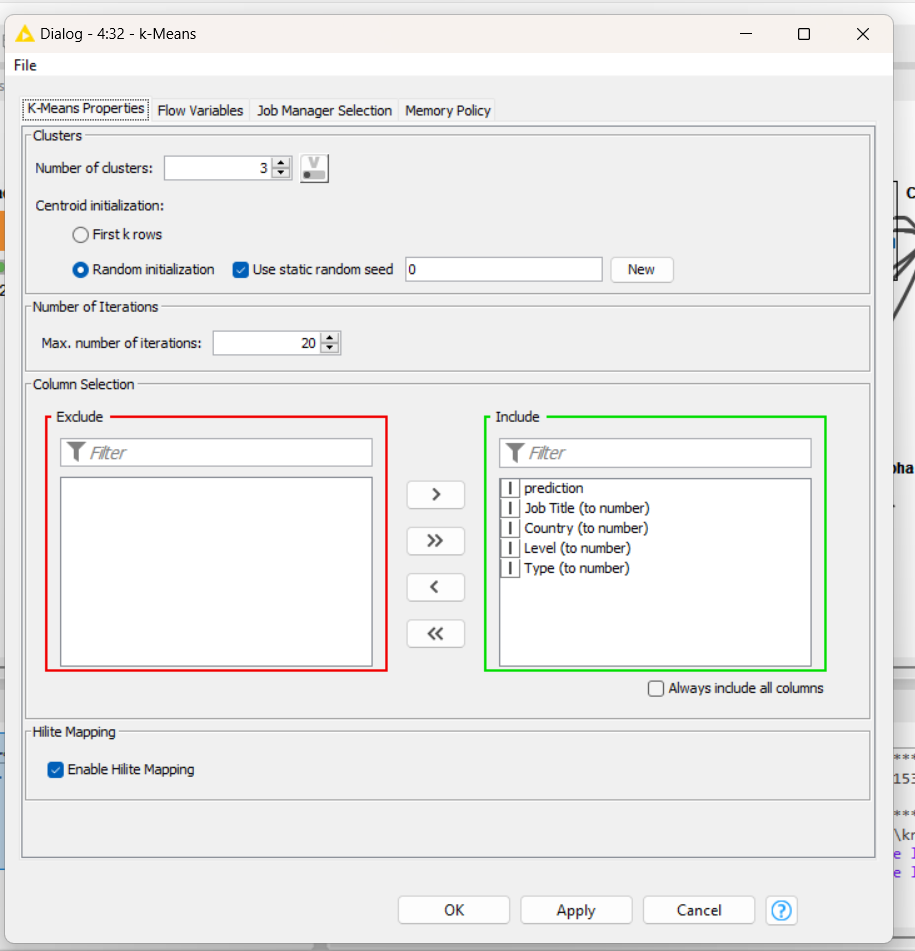 Dialog - 4:32 - k-Means
File
K-Means Properties Flow Variables Job Manager Selection Memory Policy
Clusters
Number of clusters: 3 V
Centroid initialization:
First k rows
Random initialization Use static random seed 0 New
Number of Iterations
Max. number of iterations: 20
Column Selection
Exclude Include
Filter Filter
I prediction
I Job Title (to number)
I Country (to number)
I Level (to number)
I Type (to number)
>
>>
<
<<
Always include all columns
Hilite Mapping
Enable Hilite Mapping
OK Apply Cancel ?